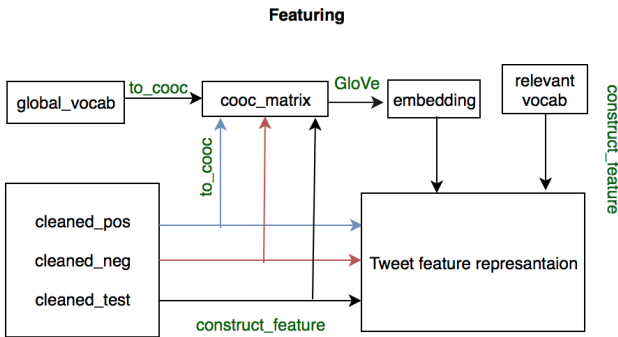 Featuring
to_cooc
GloVe
global_vocab
cooc_matrix
embedding
relevant
vocab
construct_feature
to_cooc
cleaned_pos
cleaned_neg
cleaned_test
Tweet feature represantaion
construct_feature